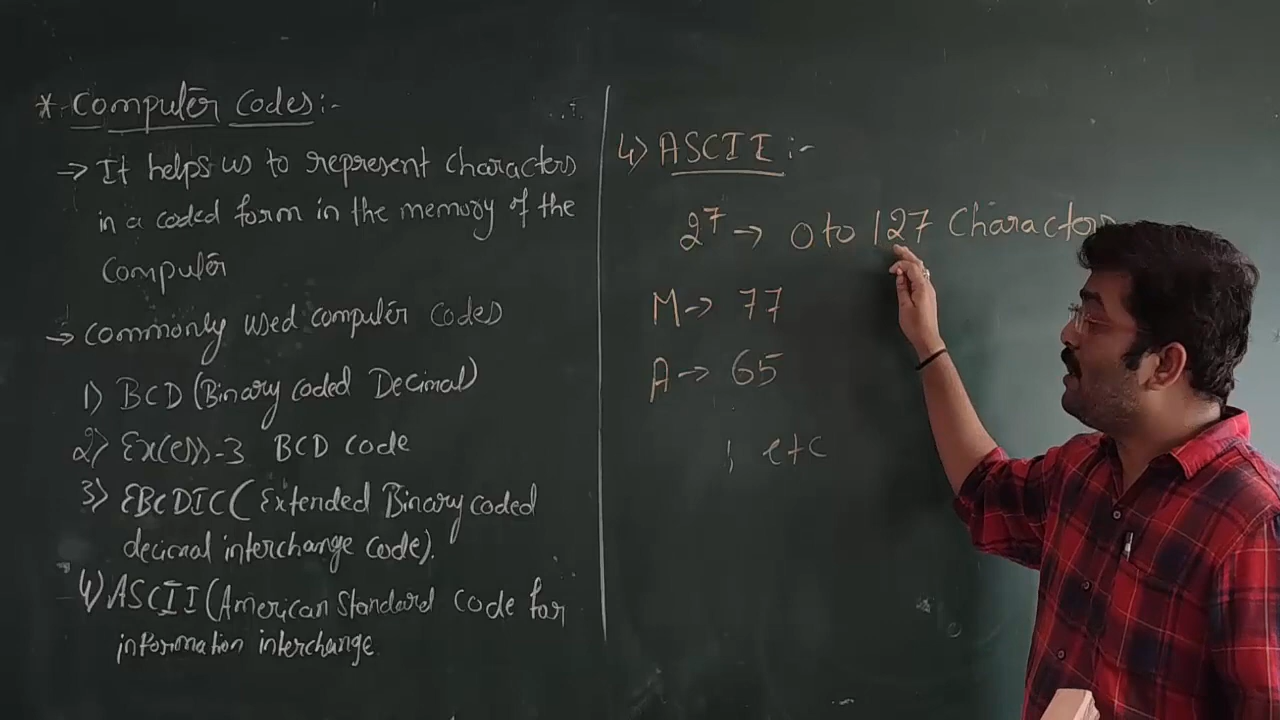 * Computer Codes:-
→ It helps us to represent characters
in a coded form in the memory of the
Computer
→ Commonly used computer codes
1) BCD (Binary coded Decimal)
2) Excess-3 BCD code
3) EBCDIC (Extended Binary coded
decimal interchange code).
4) ASCII (American Standard Code for
information interchange
4) ASCII :-
2⁷ → 0 to 127 Charactors
M → 77
A → 65
; etc